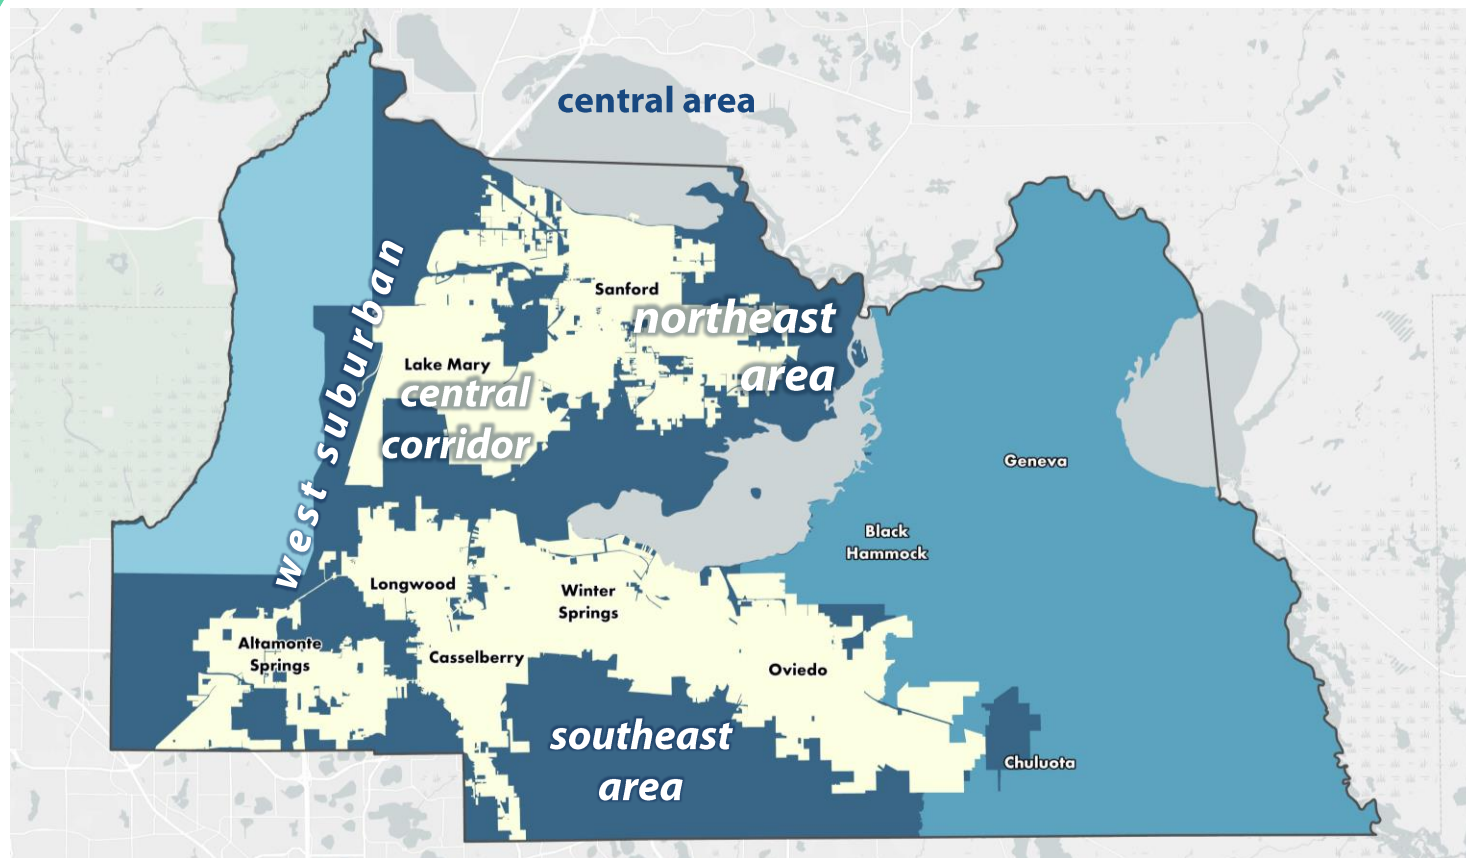 central area
west suburban
Sanford
northeast
area
Lake Mary
central
corridor
Geneva
Black
Hammock
Longwood
Winter
Springs
Altamonte
Springs
Casselberry
Oviedo
southeast
area
Chuluota